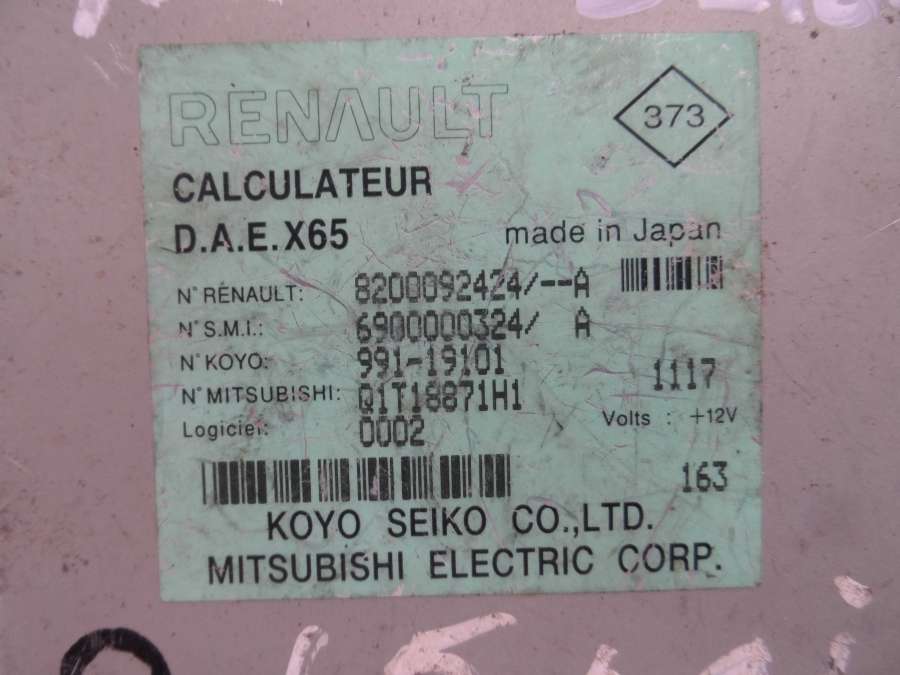 RENAULT
373
CALCULATEUR
D.A.E. X65
made in Japan
N° RENAULT: 8200092424/--A
N° S.M.I.: 6900000324/ A
N° KOYO: 991-19101
1117
N° MITSUBISHI: Q1T18871H1
Volts : +12V
Logiciel: 0002
163
KOYO SEIKO CO.,LTD.
MITSUBISHI ELECTRIC CORP.